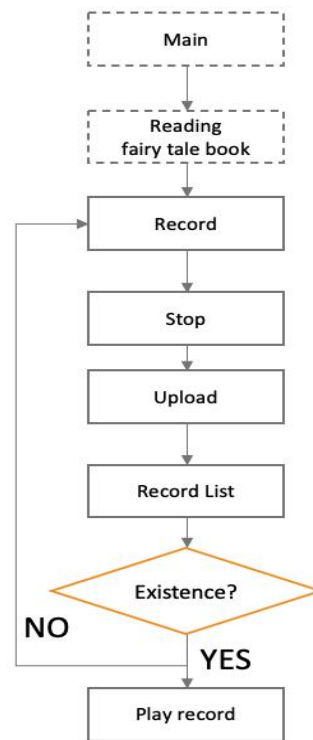 Main
Reading
fairy tale book
Record
Stop
Upload
Record List
Existence?
NO
YES
Play record